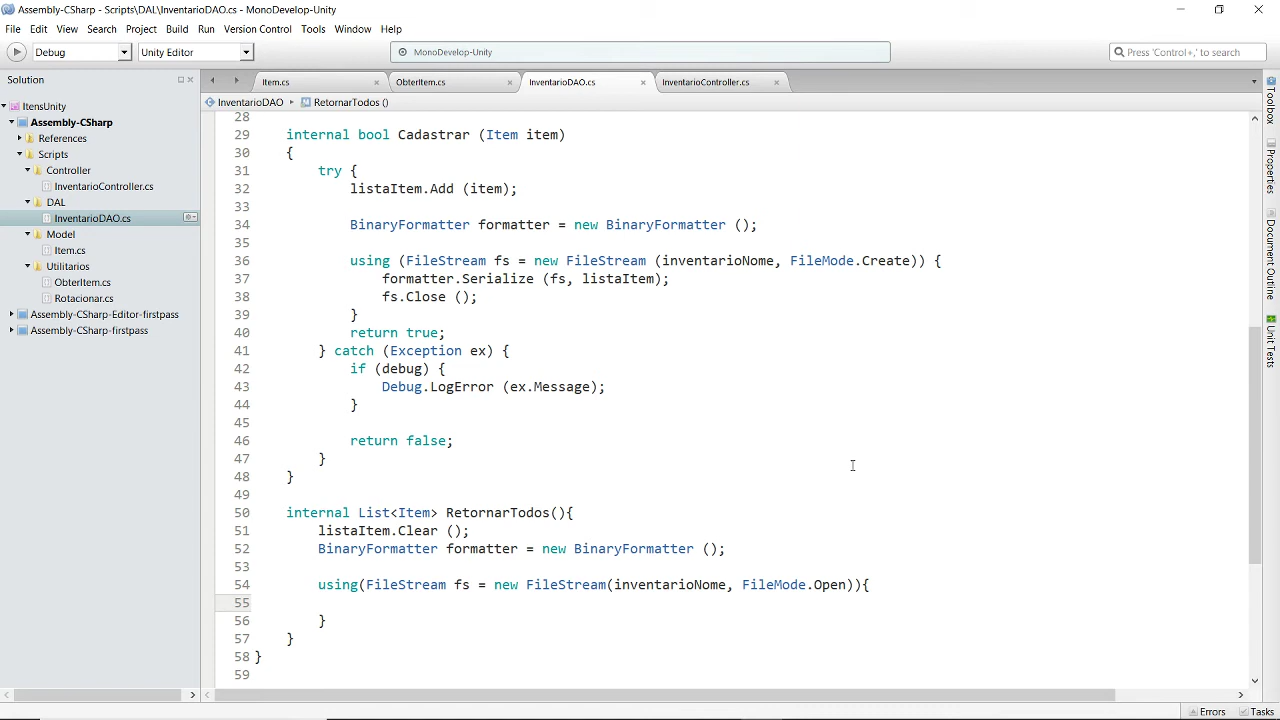 Assembly-CSharp - Scripts\DAL\InventarioDAO.cs - MonoDevelop-Unity
File Edit View Search Project Build Run Version Control Tools Window Help
Debug Unity Editor MonoDevelop-Unity Press 'Control+,' to search
Solution
Item.cs ObterItem.cs InventarioDAO.cs InventarioController.cs
InventarioDAO RetornarTodos ()
ItensUnity
Assembly-CSharp
References
Scripts
Controller
InventarioController.cs
DAL
InventarioDAO.cs
Model
Item.cs
Utilitarios
ObterItem.cs
Rotacionar.cs
Assembly-CSharp-Editor-firstpass
Assembly-CSharp-firstpass
28
29 internal bool Cadastrar (Item item)
30 {
31 try {
32 listaItem.Add (item);
33
34 BinaryFormatter formatter = new BinaryFormatter ();
35
36 using (FileStream fs = new FileStream (inventarioNome, FileMode.Create)) {
37 formatter.Serialize (fs, listaItem);
38 fs.Close ();
39 }
40 return true;
41 } catch (Exception ex) {
42 if (debug) {
43 Debug.LogError (ex.Message);
44 }
45
46 return false;
47 }
48 }
49
50 internal List<Item> RetornarTodos(){
51 listaItem.Clear ();
52 BinaryFormatter formatter = new BinaryFormatter ();
53
54 using(FileStream fs = new FileStream(inventarioNome, FileMode.Open)){
55
56 }
57 }
58 }
59
Toolbox
Properties
Document Outline
Unit Tests
Errors Tasks